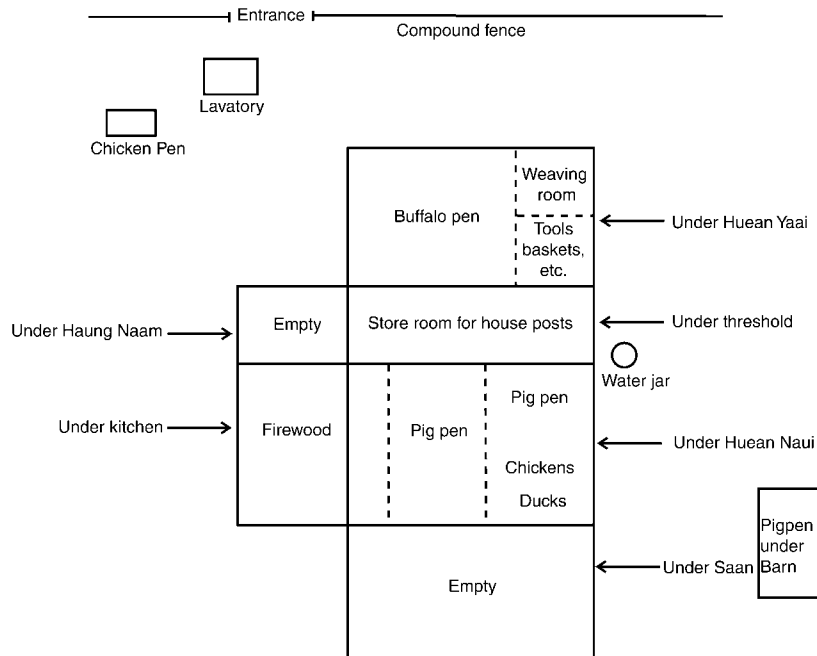 Entrance
Compound fence
Lavatory
Chicken Pen
Weaving
room
Buffalo pen
Tools
baskets,
etc.
Under Huean Yaai
Under Haung Naam
Empty
Store room for house posts
Under threshold
Water jar
Under kitchen
Firewood
Pig pen
Pig pen
Chickens
Ducks
Under Huean Naui
Pigpen
under
Barn
Under Saan
Empty